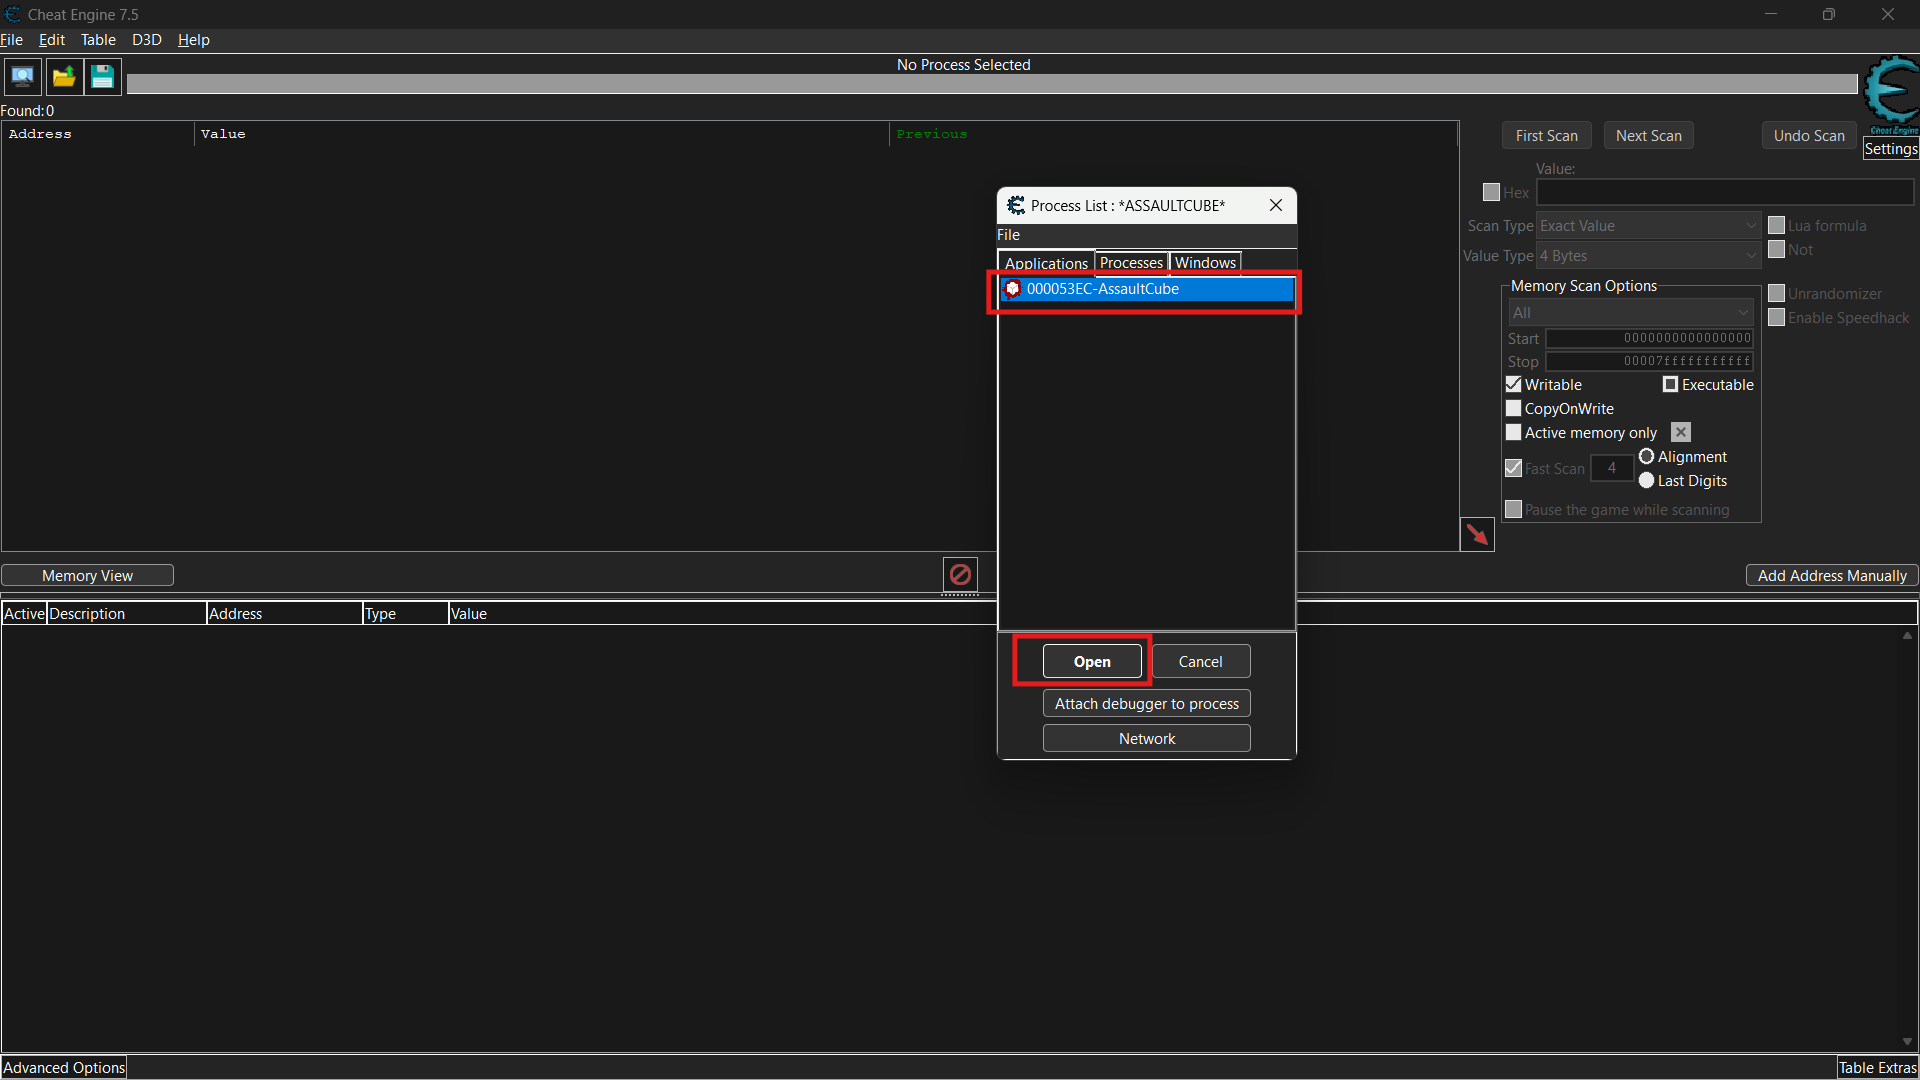 Cheat Engine 7.5
File Edit Table D3D Help
No Process Selected
Found:0
Address Value Previous
First Scan Next Scan Undo Scan
Cheat Engine
Settings
Value:
Hex
Scan Type Exact Value Lua formula
Value Type 4 Bytes Not
Memory Scan Options
All
Unrandomizer
Enable Speedhack
Start 0000000000000000
Stop 00007fffffffffff
Writable Executable
CopyOnWrite
Active memory only
Fast Scan 4 Alignment
Last Digits
Pause the game while scanning
Process List : *ASSAULTCUBE*
File
Applications Processes Windows
000053EC-AssaultCube
Open Cancel
Attach debugger to process
Network
Memory View Add Address Manually
Active Description Address Type Value
Advanced Options Table Extras